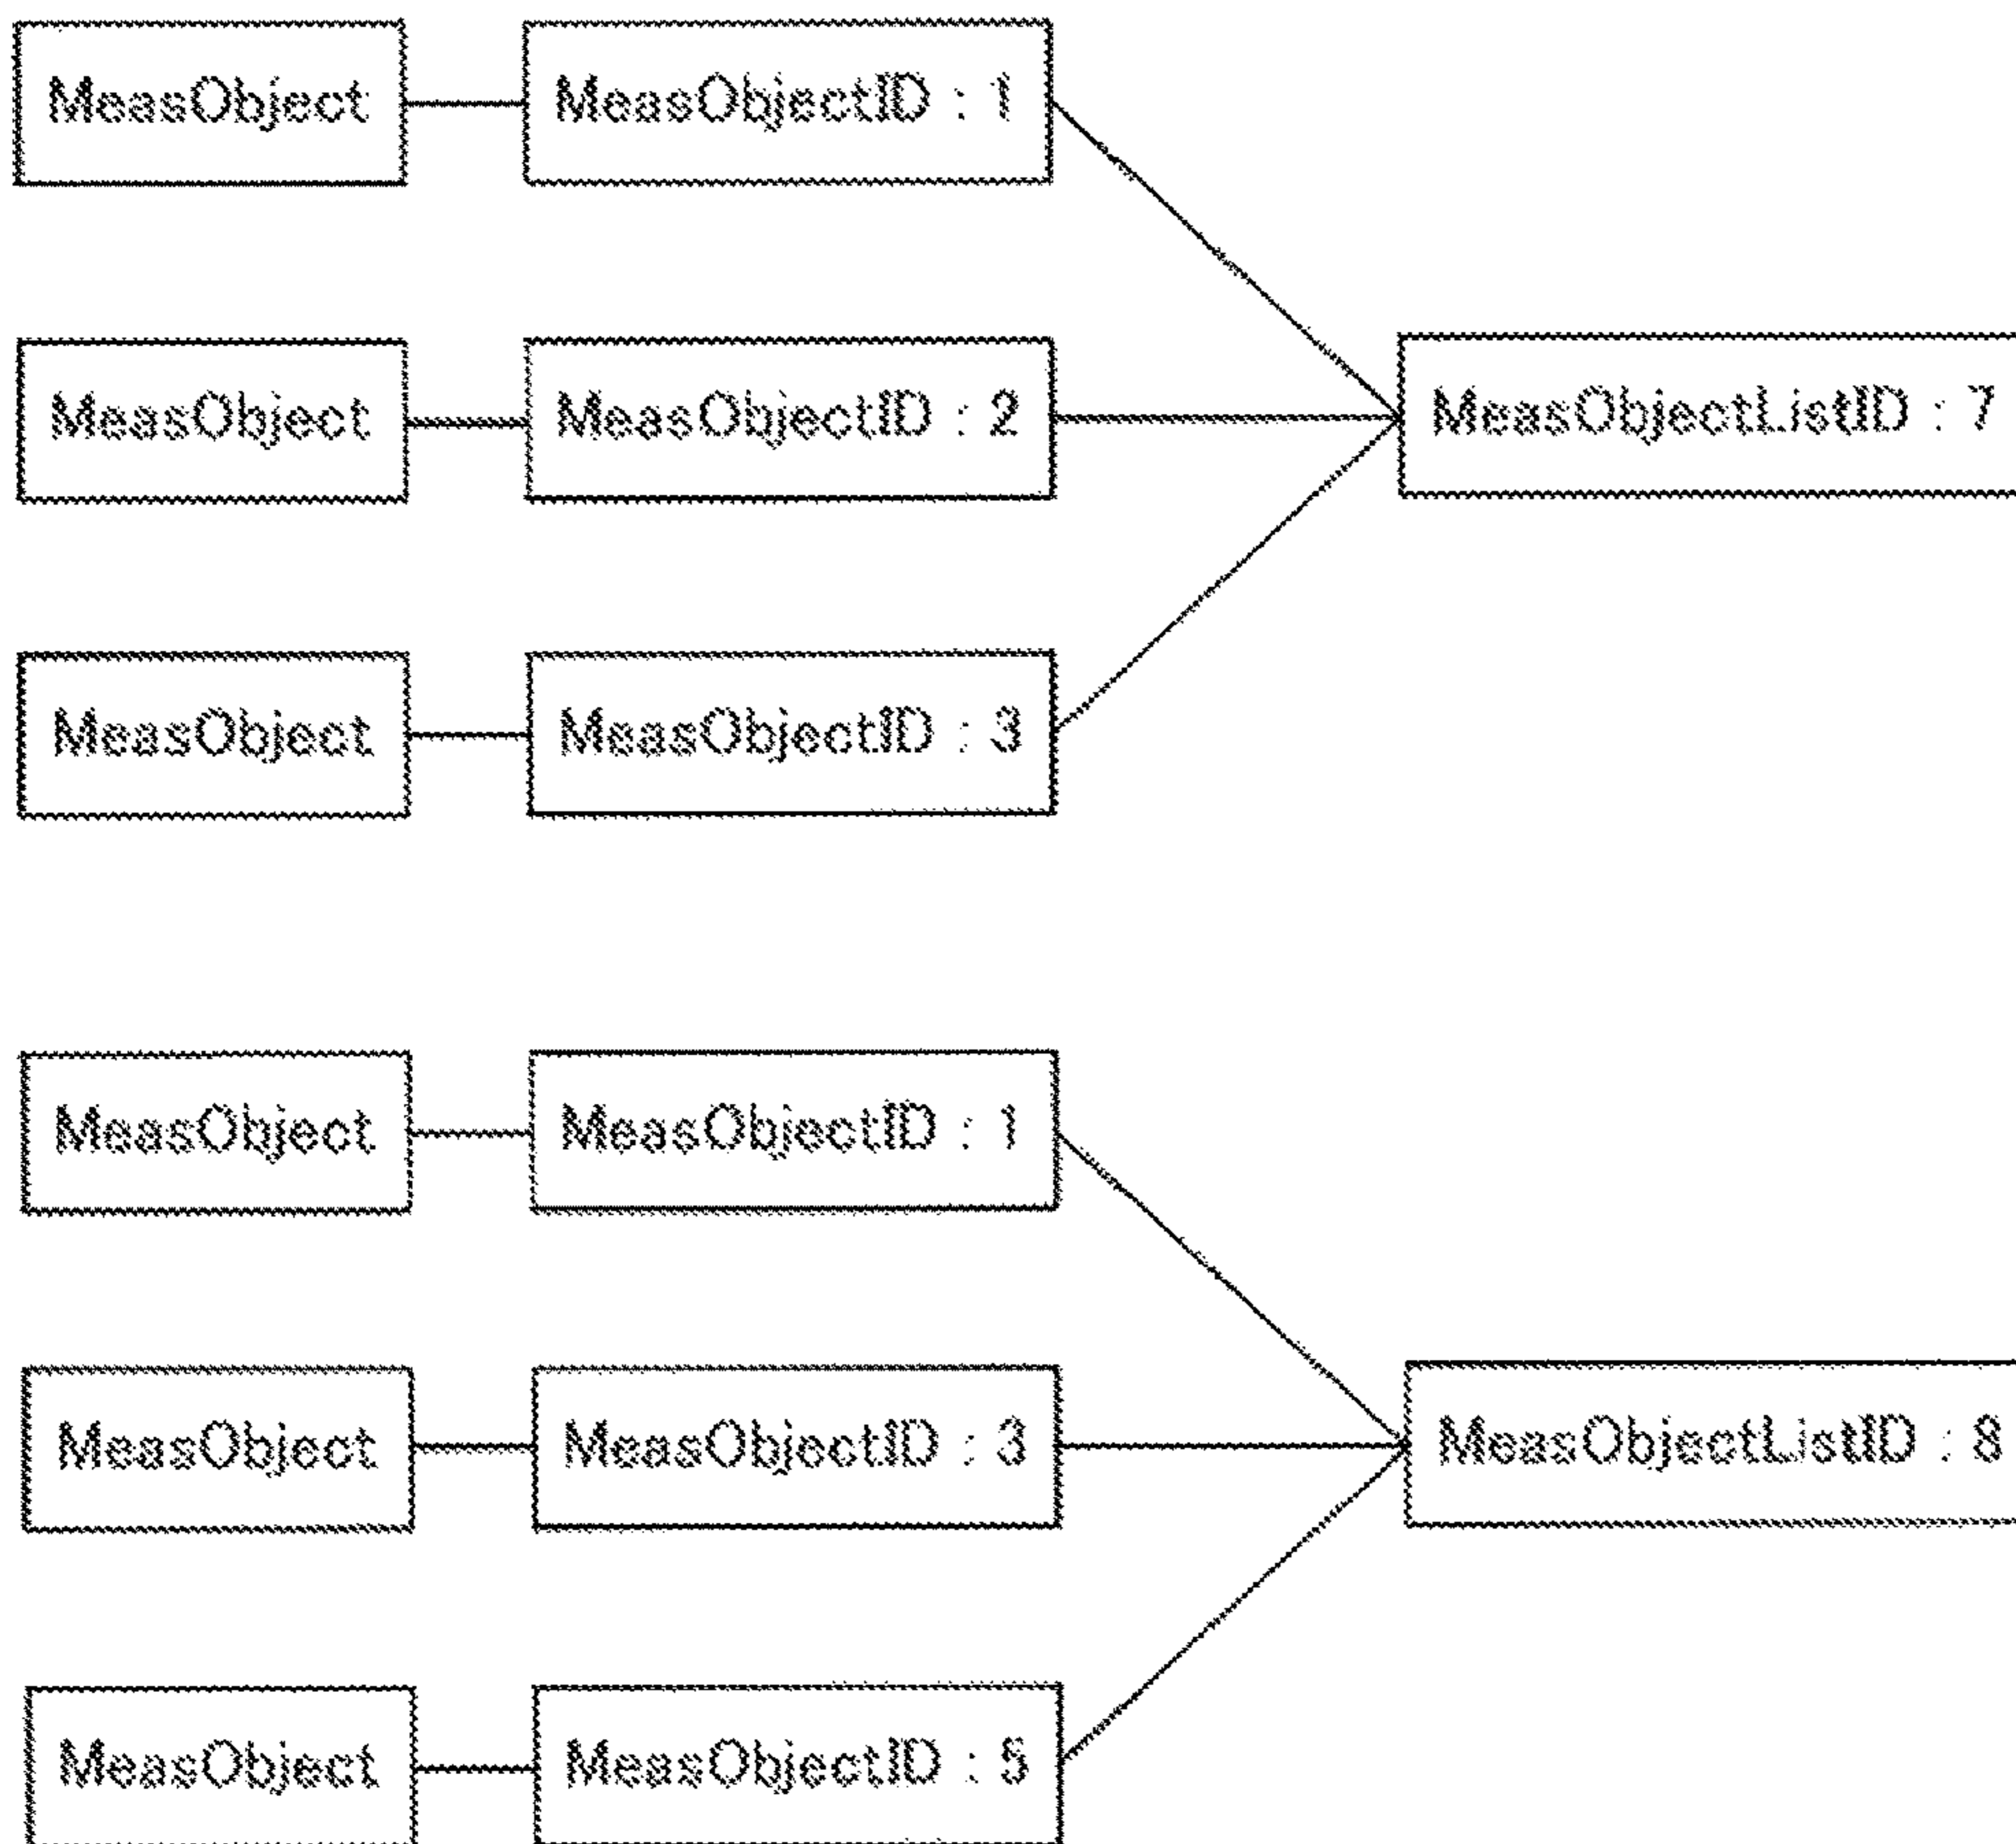 MeasObject MeasObjectID : 1
MeasObject MeasObjectID : 2 MeasObjectListID : 7
MeasObject MeasObjectID : 3
MeasObject MeasObjectID : 1
MeasObject MeasObjectID : 3 MeasObjectListID : 8
MeasObject MeasObjectID : 5